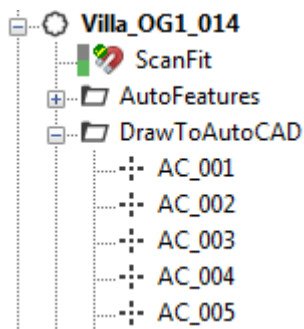 Villa_OG1_014
ScanFit
AutoFeatures
DrawToAutoCAD
AC_001
AC_002
AC_003
AC_004
AC_005